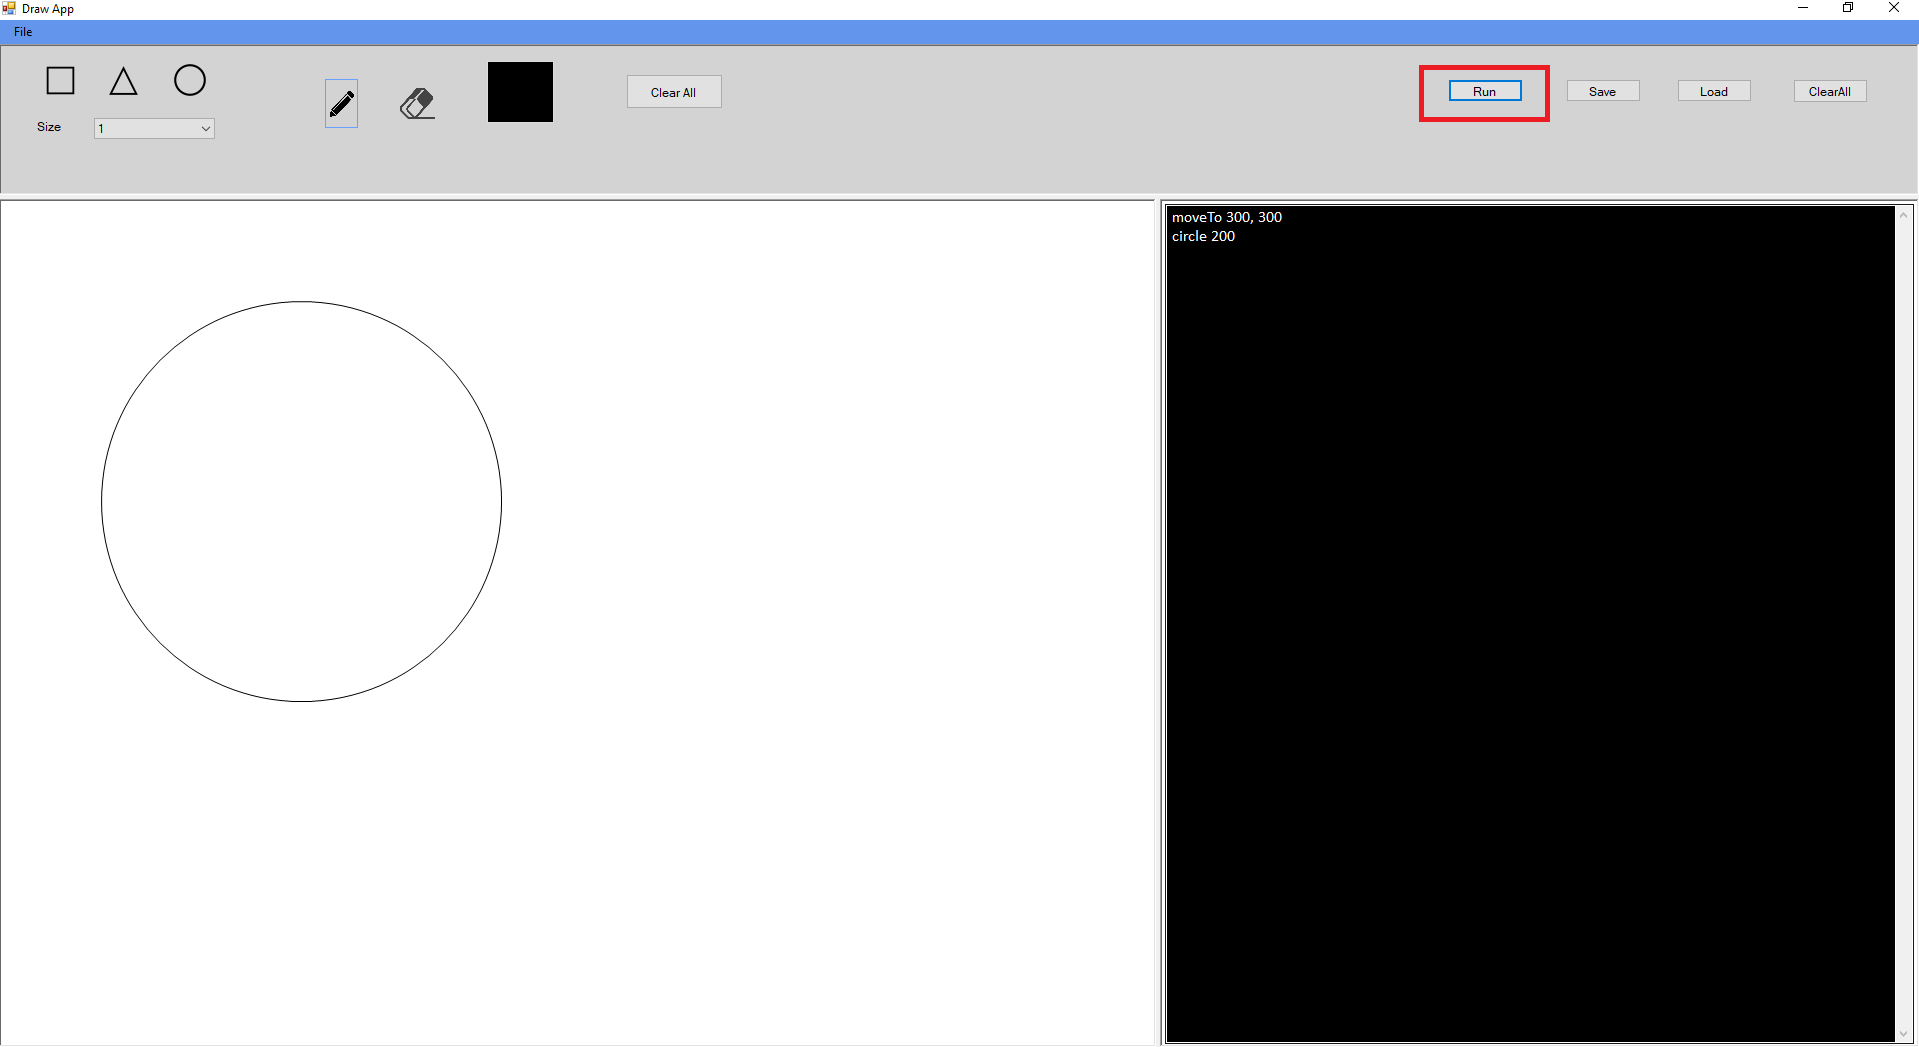 Draw App
File
Size
1
Clear All
Run
Save
Load
ClearAll
moveTo 300, 300
circle 200